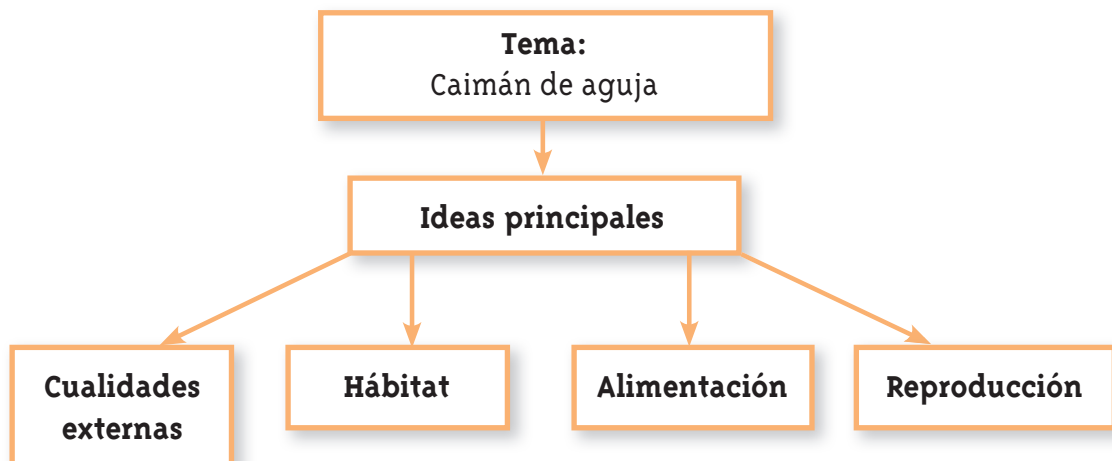 Tema:
Caimán de aguja
Ideas principales
Cualidades
externas
Hábitat
Alimentación
Reproducción